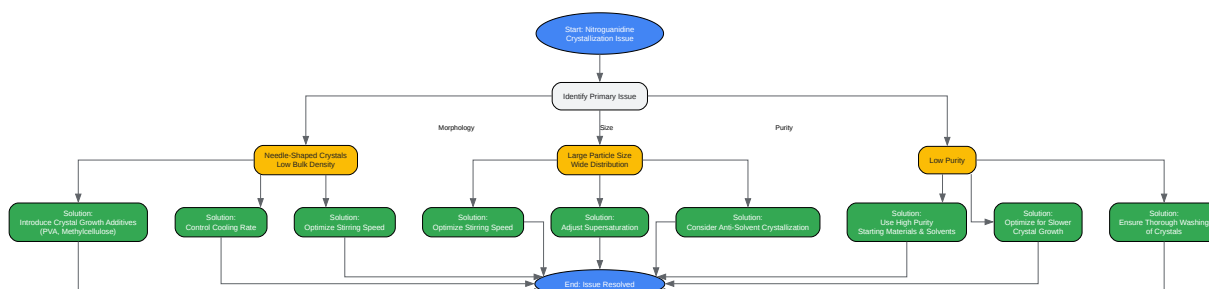 Start: Nitroguanidine
Crystallization Issue
Identify Primary Issue
Morphology
Size
Purity
Needle-Shaped Crystals
Low Bulk Density
Large Particle Size
Wide Distribution
Low Purity
Solution:
Introduce Crystal Growth Additives
(PVA, Methylcellulose)
Solution:
Control Cooling Rate
Solution:
Optimize Stirring Speed
Solution:
Optimize Stirring Speed
Solution:
Adjust Supersaturation
Solution:
Consider Anti-Solvent Crystallization
Solution:
Use High Purity
Starting Materials & Solvents
Solution:
Optimize for Slower
Crystal Growth
Solution:
Ensure Thorough Washing
of Crystals
End: Issue Resolved